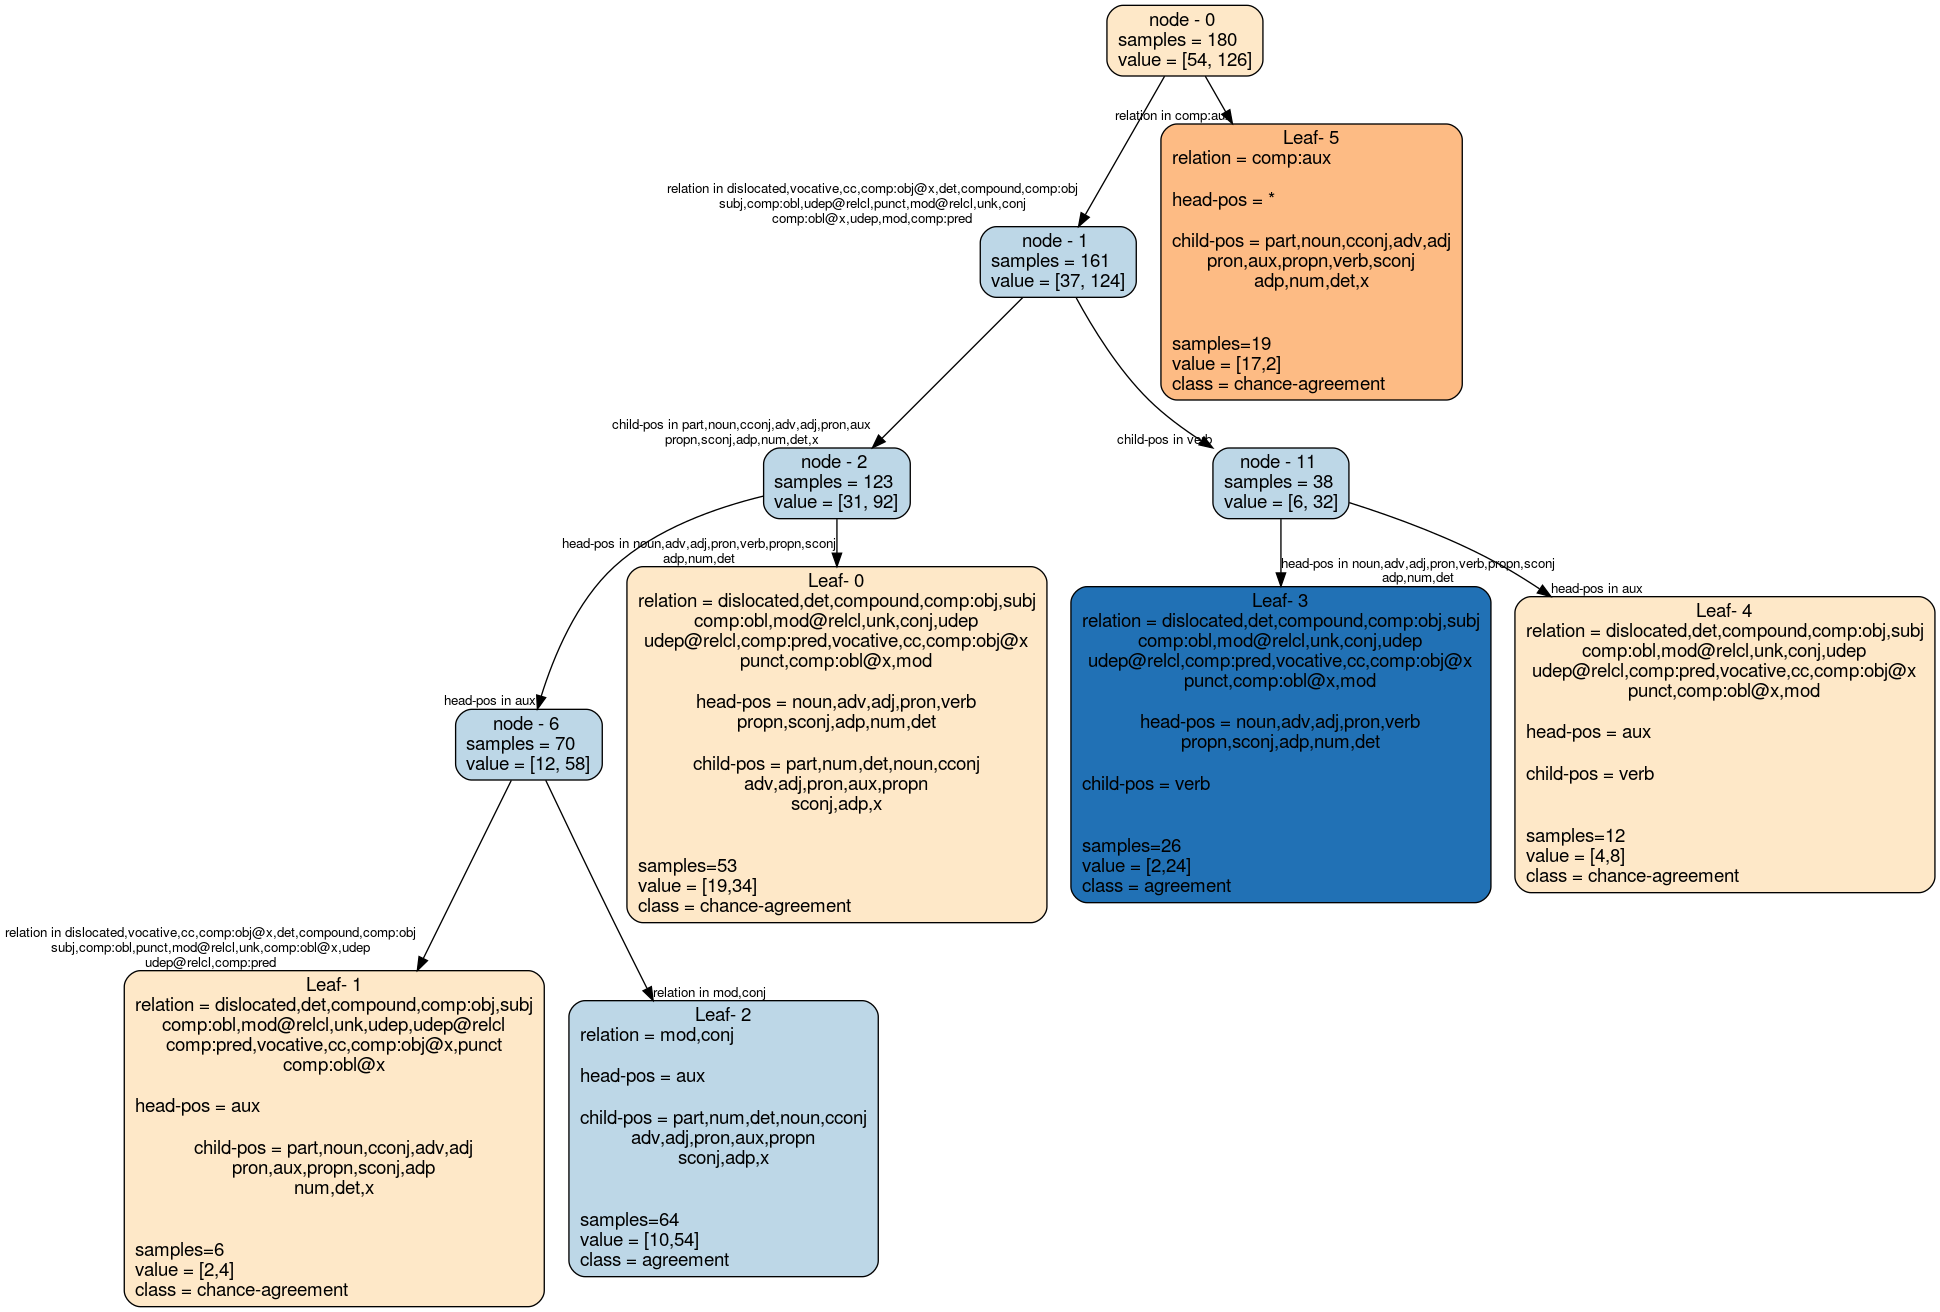 node - 0
samples = 180
value = [54, 126]
relation in comp:aux
Leaf- 5
relation = comp:aux
head-pos = *
child-pos = part,noun,cconj,adv,adj
pron,aux,propn,verb,sconj
adp,num,det,x
samples=19
value = [17,2]
class = chance-agreement
relation in dislocated,vocative,cc,comp:obj@x,det,compound,comp:obj
subj,comp:obl,udep@relcl,punct,mod@relcl,unk,conj
comp:obl@x,udep,mod,comp:pred
node - 1
samples = 161
value = [37, 124]
child-pos in part,noun,cconj,adv,adj,pron,aux
propn,sconj,adp,num,det,x
child-pos in verb
node - 2
samples = 123
value = [31, 92]
node - 11
samples = 38
value = [6, 32]
head-pos in noun,adv,adj,pron,verb,propn,sconj
adp,num,det
head-pos in noun,adv,adj,pron,verb,propn,sconj
adp,num,det
head-pos in aux
Leaf- 0
relation = dislocated,det,compound,comp:obj,subj
comp:obl,mod@relcl,unk,conj,udep
udep@relcl,comp:pred,vocative,cc,comp:obj@x
punct,comp:obl@x,mod
head-pos = noun,adv,adj,pron,verb
propn,sconj,adp,num,det
child-pos = part,num,det,noun,cconj
adv,adj,pron,aux,propn
sconj,adp,x
samples=53
value = [19,34]
class = chance-agreement
Leaf- 3
relation = dislocated,det,compound,comp:obj,subj
comp:obl,mod@relcl,unk,conj,udep
udep@relcl,comp:pred,vocative,cc,comp:obj@x
punct,comp:obl@x,mod
head-pos = noun,adv,adj,pron,verb
propn,sconj,adp,num,det
child-pos = verb
samples=26
value = [2,24]
class = agreement
Leaf- 4
relation = dislocated,det,compound,comp:obj,subj
comp:obl,mod@relcl,unk,conj,udep
udep@relcl,comp:pred,vocative,cc,comp:obj@x
punct,comp:obl@x,mod
head-pos = aux
child-pos = verb
samples=12
value = [4,8]
class = chance-agreement
head-pos in aux
node - 6
samples = 70
value = [12, 58]
relation in dislocated,vocative,cc,comp:obj@x,det,compound,comp:obj
subj,comp:obl,punct,mod@relcl,unk,comp:obl@x,udep
udep@relcl,comp:pred
relation in mod,conj
Leaf- 1
relation = dislocated,det,compound,comp:obj,subj
comp:obl,mod@relcl,unk,udep,udep@relcl
comp:pred,vocative,cc,comp:obj@x,punct
comp:obl@x
head-pos = aux
child-pos = part,noun,cconj,adv,adj
pron,aux,propn,sconj,adp
num,det,x
samples=6
value = [2,4]
class = chance-agreement
Leaf- 2
relation = mod,conj
head-pos = aux
child-pos = part,num,det,noun,cconj
adv,adj,pron,aux,propn
sconj,adp,x
samples=64
value = [10,54]
class = agreement